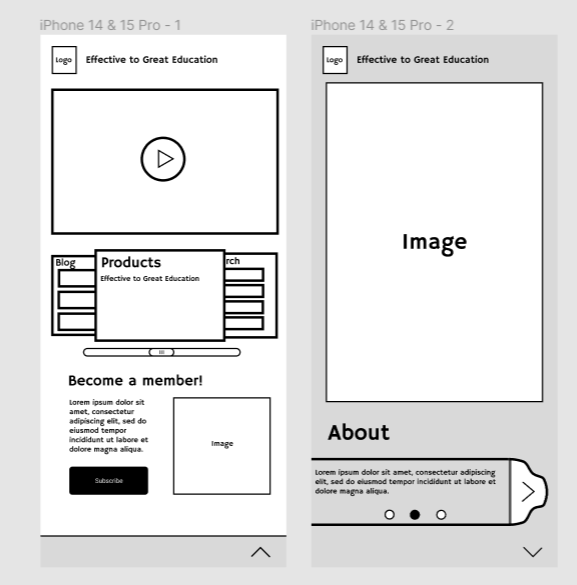 iPhone 14 & 15 Pro - 1
Logo
Effective to Great Education
Blog
Products
rch
Effective to Great Education
Become a member!
Lorem ipsum dolor sit
amet, consectetur
adipiscing elit, sed do
eiusmod tempor
incididunt ut labore et
dolore magna aliqua.
Image
Subscribe
iPhone 14 & 15 Pro - 2
Logo
Effective to Great Education
Image
About
Lorem ipsum dolor sit amet, consectetur adipiscing
elit, sed do eiusmod tempor incididunt ut labore et
dolore magna aliqua.